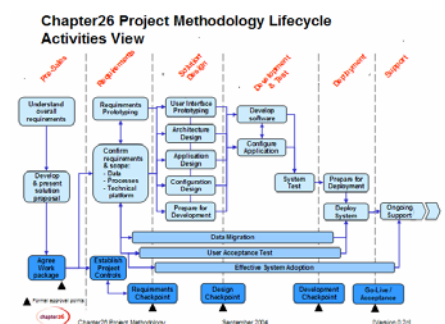 Chapter26 Project Methodology Lifecycle
Activities View
Pre-Sales
Requirements
Solution
Design
Development
& Test
Deployment
Support
Understand
overall
requirements
Requirements
Prototyping
User Interface
Prototyping
Develop
software
Architecture
Design
Confirm
requirements
& scope:
- Data
- Processes
- Technical
platform
Configure
Application
Application
Design
Develop
& present
solution
proposal
Configuration
Design
System
Test
Prepare for
Deployment
Prepare for
Development
Deploy
System
Ongoing
Support
Data Migration
User Acceptance Test
Agree
Work
package
Establish
Project
Controls
Effective System Adoption
Requirements
Checkpoint
Design
Checkpoint
Development
Checkpoint
Go-Live /
Acceptance
Formal approval points
chapter26
Chapter26 Project Methodology
September 2004